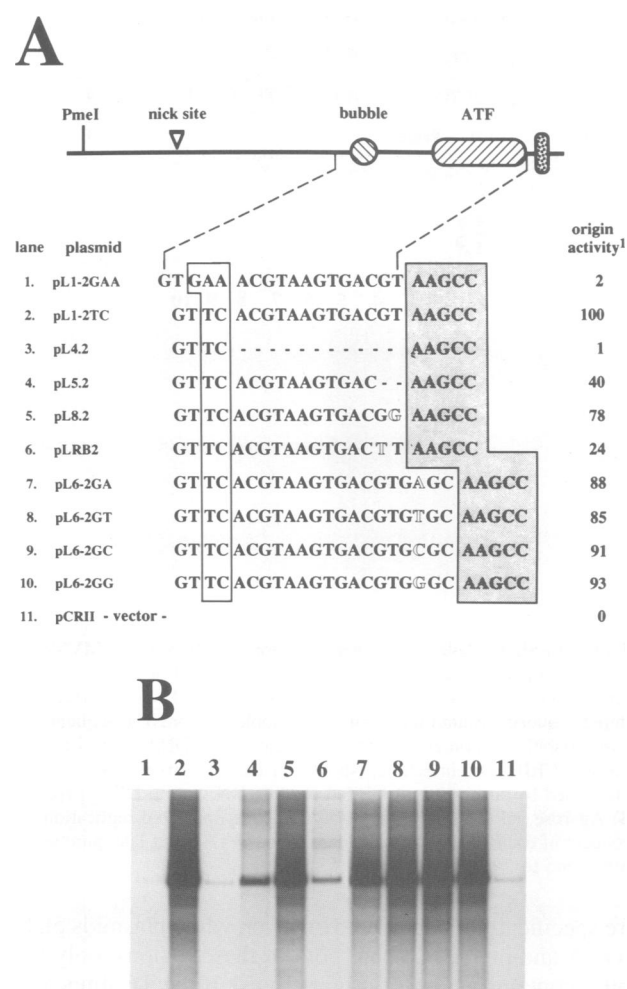 A
PmeI nick site bubble ATF
lane plasmid origin activity1
1. pL1-2GAA GT GAA ACGTAAGTGACGT AAGCC 2
2. pL1-2TC GT TC ACGTAAGTGACGT AAGCC 100
3. pL4.2 GT TC - - - - - - - - - - - - - AAGCC 1
4. pL5.2 GT TC ACGTAAGTGAC - - AAGCC 40
5. pL8.2 GT TC ACGTAAGTGACGG AAGCC 78
6. pLRB2 GT TC ACGTAAGTGACTT AAGCC 24
7. pL6-2GA GT TC ACGTAAGTGACGTGAGC AAGCC 88
8. pL6-2GT GT TC ACGTAAGTGACGTGTGC AAGCC 85
9. pL6-2GC GT TC ACGTAAGTGACGTGCGC AAGCC 91
10. pL6-2GG GT TC ACGTAAGTGACGTGGGC AAGCC 93
11. pCRII - vector - 0
B
1 2 3 4 5 6 7 8 9 10 11